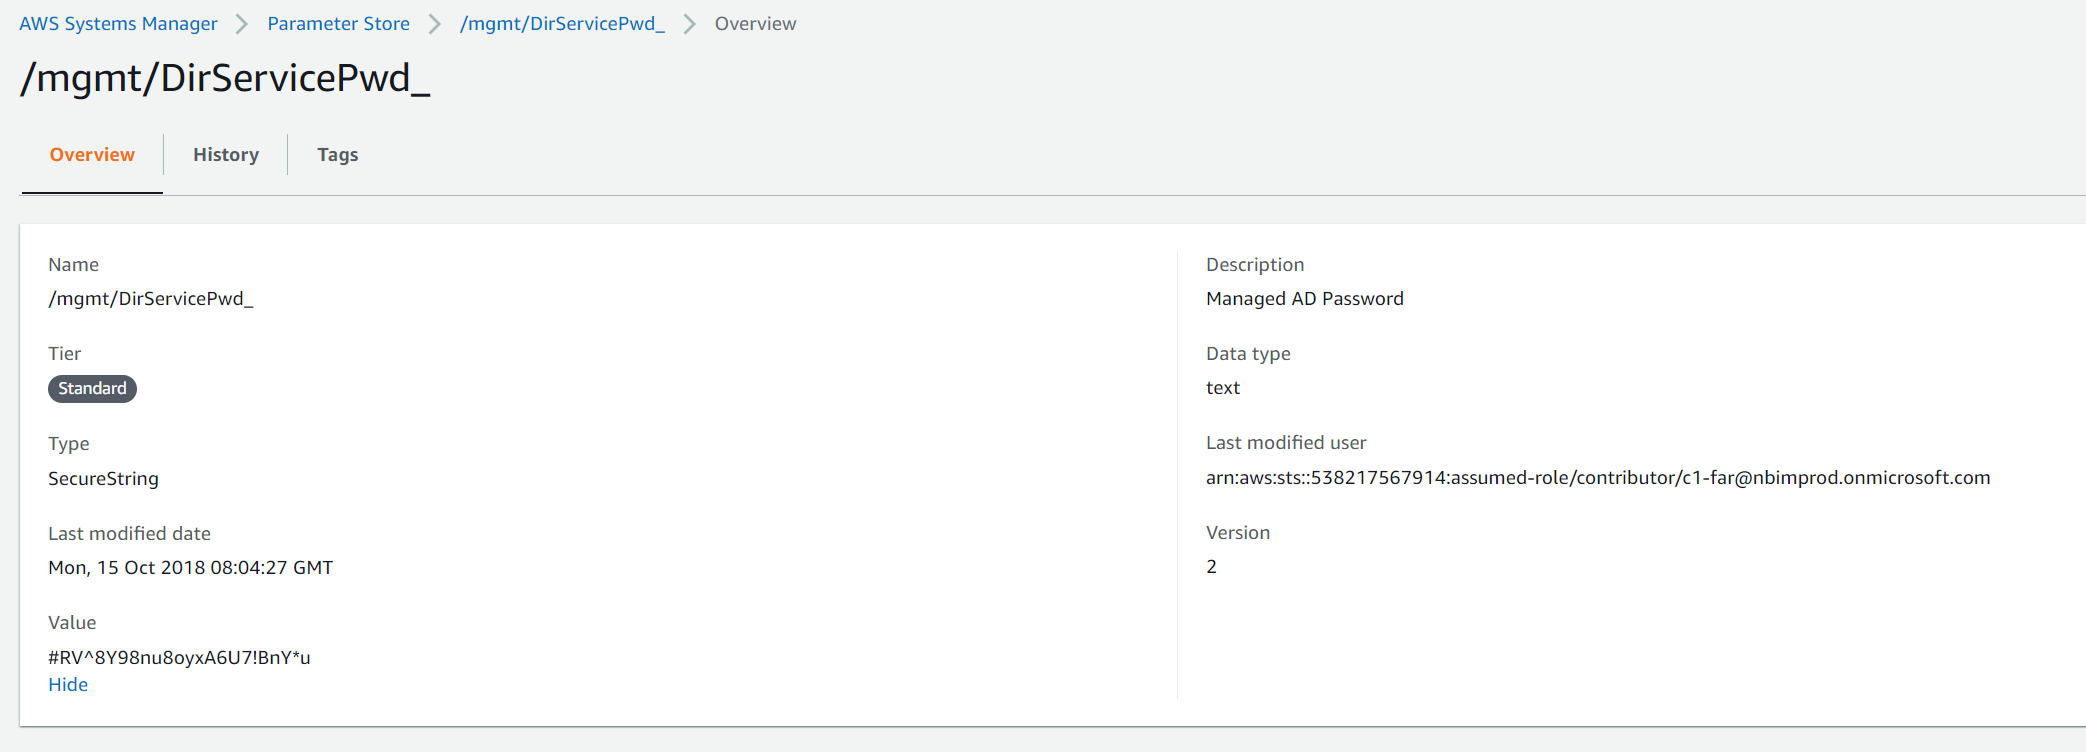 AWS Systems Manager > Parameter Store > /mgmt/DirServicePwd_ > Overview
/mgmt/DirServicePwd_
Overview
History
Tags
Name
/mgmt/DirServicePwd_
Tier
Standard
Type
SecureString
Last modified date
Mon, 15 Oct 2018 08:04:27 GMT
Value
#RV^8Y98nu8oyxA6U7!BnY*u
Hide
Description
Managed AD Password
Data type
text
Last modified user
arn:aws:sts::538217567914:assumed-role/contributor/c1-far@nbimprod.onmicrosoft.com
Version
2